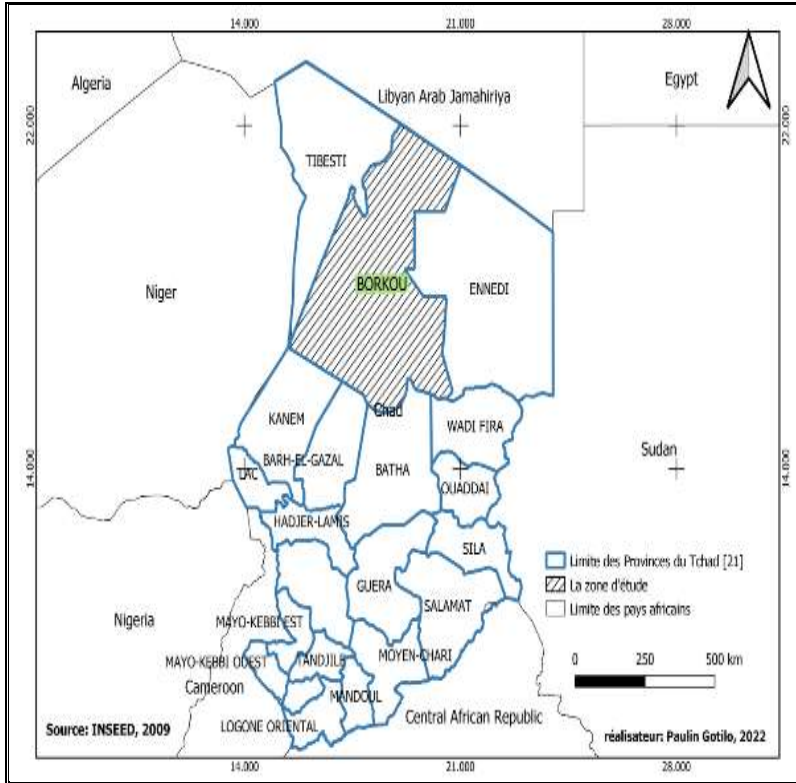 14.000 21.000 28.000
Algeria
Libyan Arab Jamahiriya
Egypt
22.000
22.000
TIBESTI
Niger
BORKOU
ENNEDI
Chad
KANEM
WADI FIRA
BARH-EL-GAZAL
BATHA
Sudan
14.000
14.000
LAC
OUADDAI
HADJER-LAMIS
SILA
Limite des Provinces du Tchad [21]
GUERA
La zone d'étude
SALAMAT
Limite des pays africains
Nigeria
MAYO-KEBBI EST
MAYO-KEBBI OUEST
TANDJILE
MOYEN-CHARI
0 250 500 km
Cameroon
MANDOUL
LOGONE ORIENTAL
Central African Republic
Source: INSEED, 2009
réalisateur: Paulin Gotilo, 2022
14.000 21.000 28.000